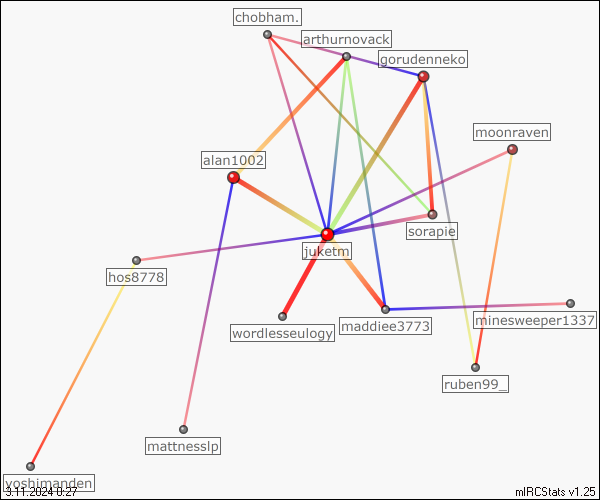 chobham.
arthurnovack
gorudenneko
moonraven
alan1002
sorapie
juketm
hos8778
wordlesseulogy
maddiee3773
minesweeper1337
ruben99_
mattnesslp
yoshimanden
3.11.2024 0:27
mIRCStats v1.25